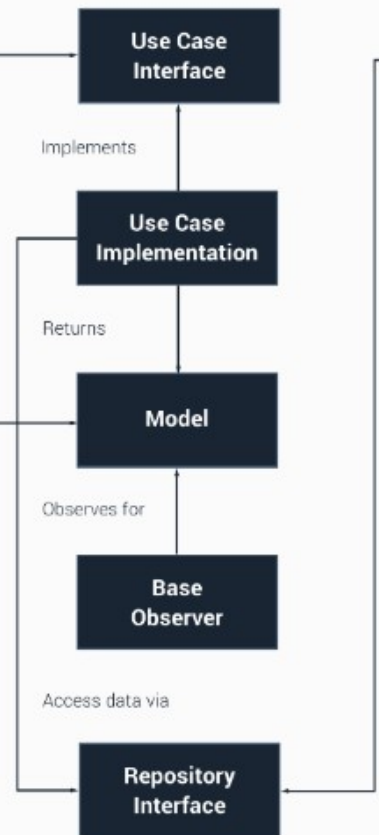 Use Case
Interface
Implements
Use Case
Implementation
Returns
Model
Observes for
Base
Observer
Access data via
Repository
Interface